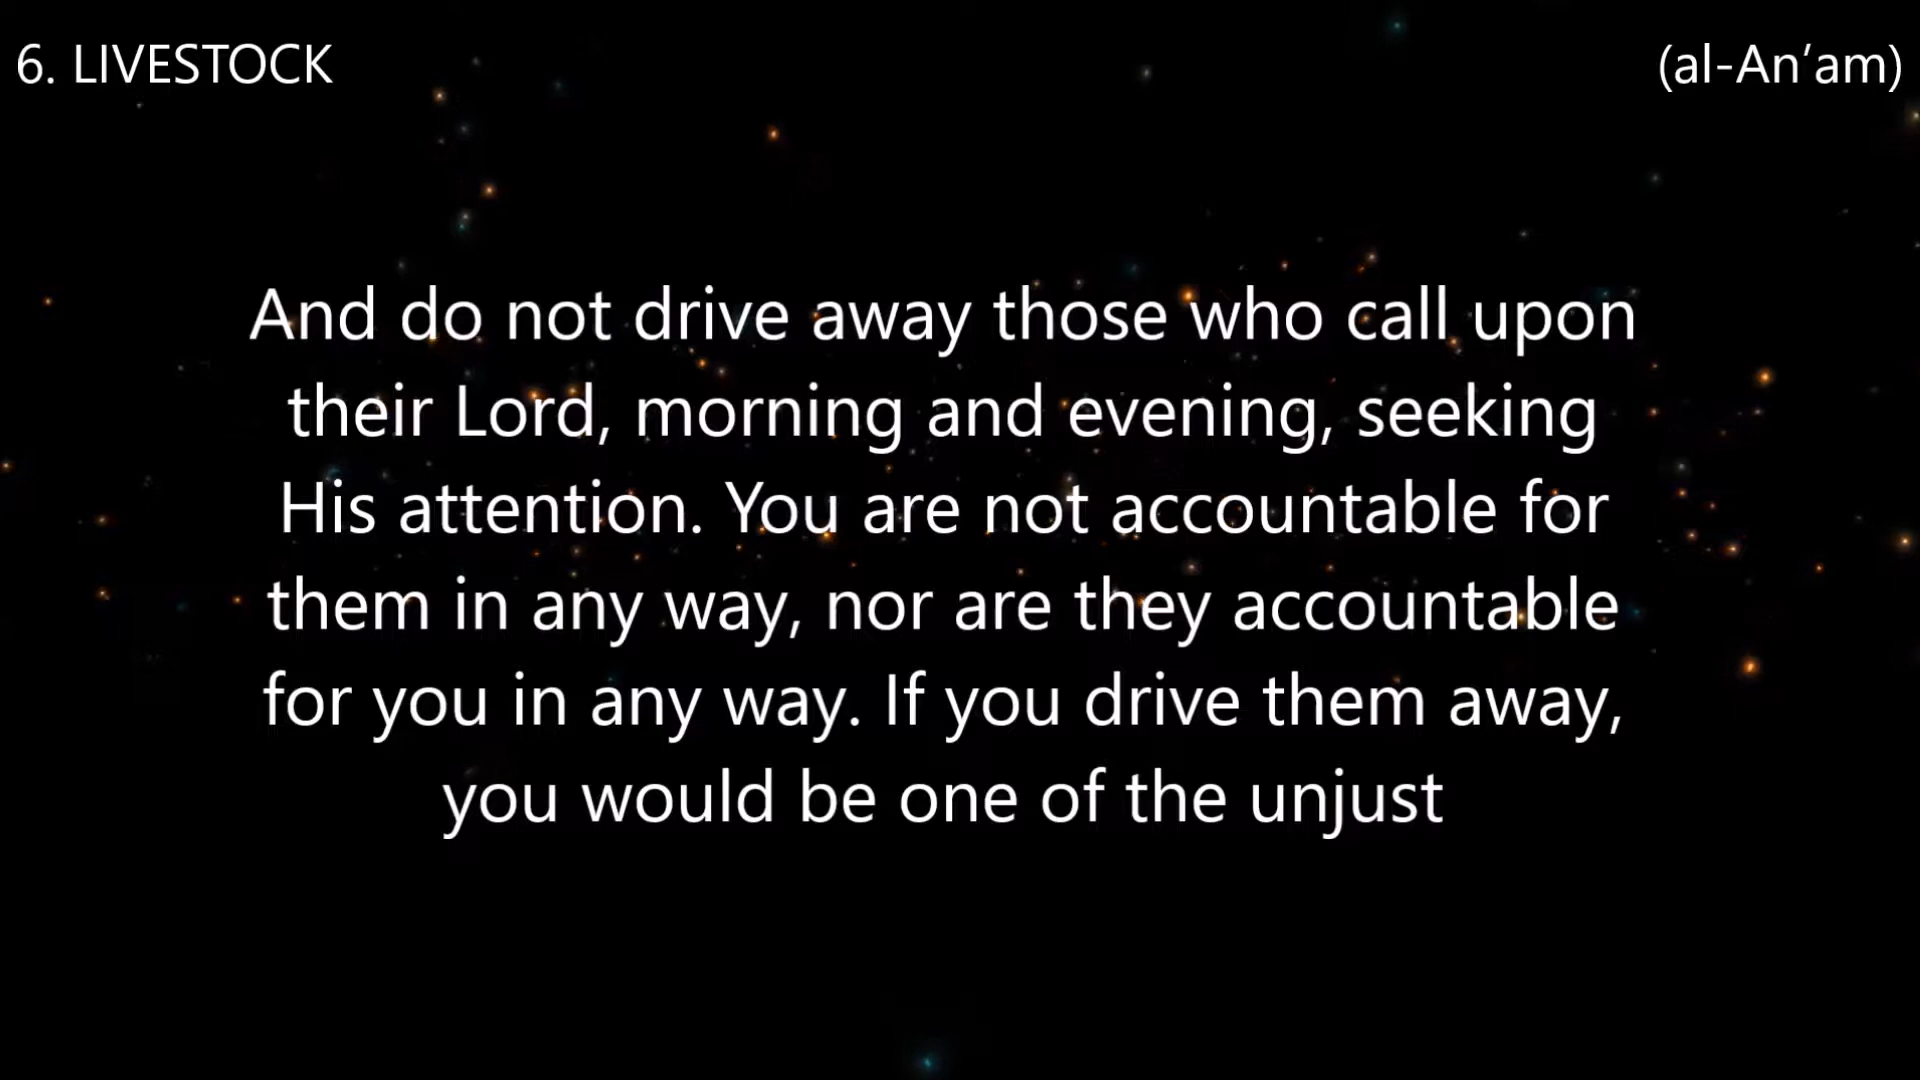 6. LIVESTOCK
(al-An’am)
And do not drive away those who call upon
their Lord, morning and evening, seeking
His attention. You are not accountable for
them in any way, nor are they accountable
for you in any way. If you drive them away,
you would be one of the unjust